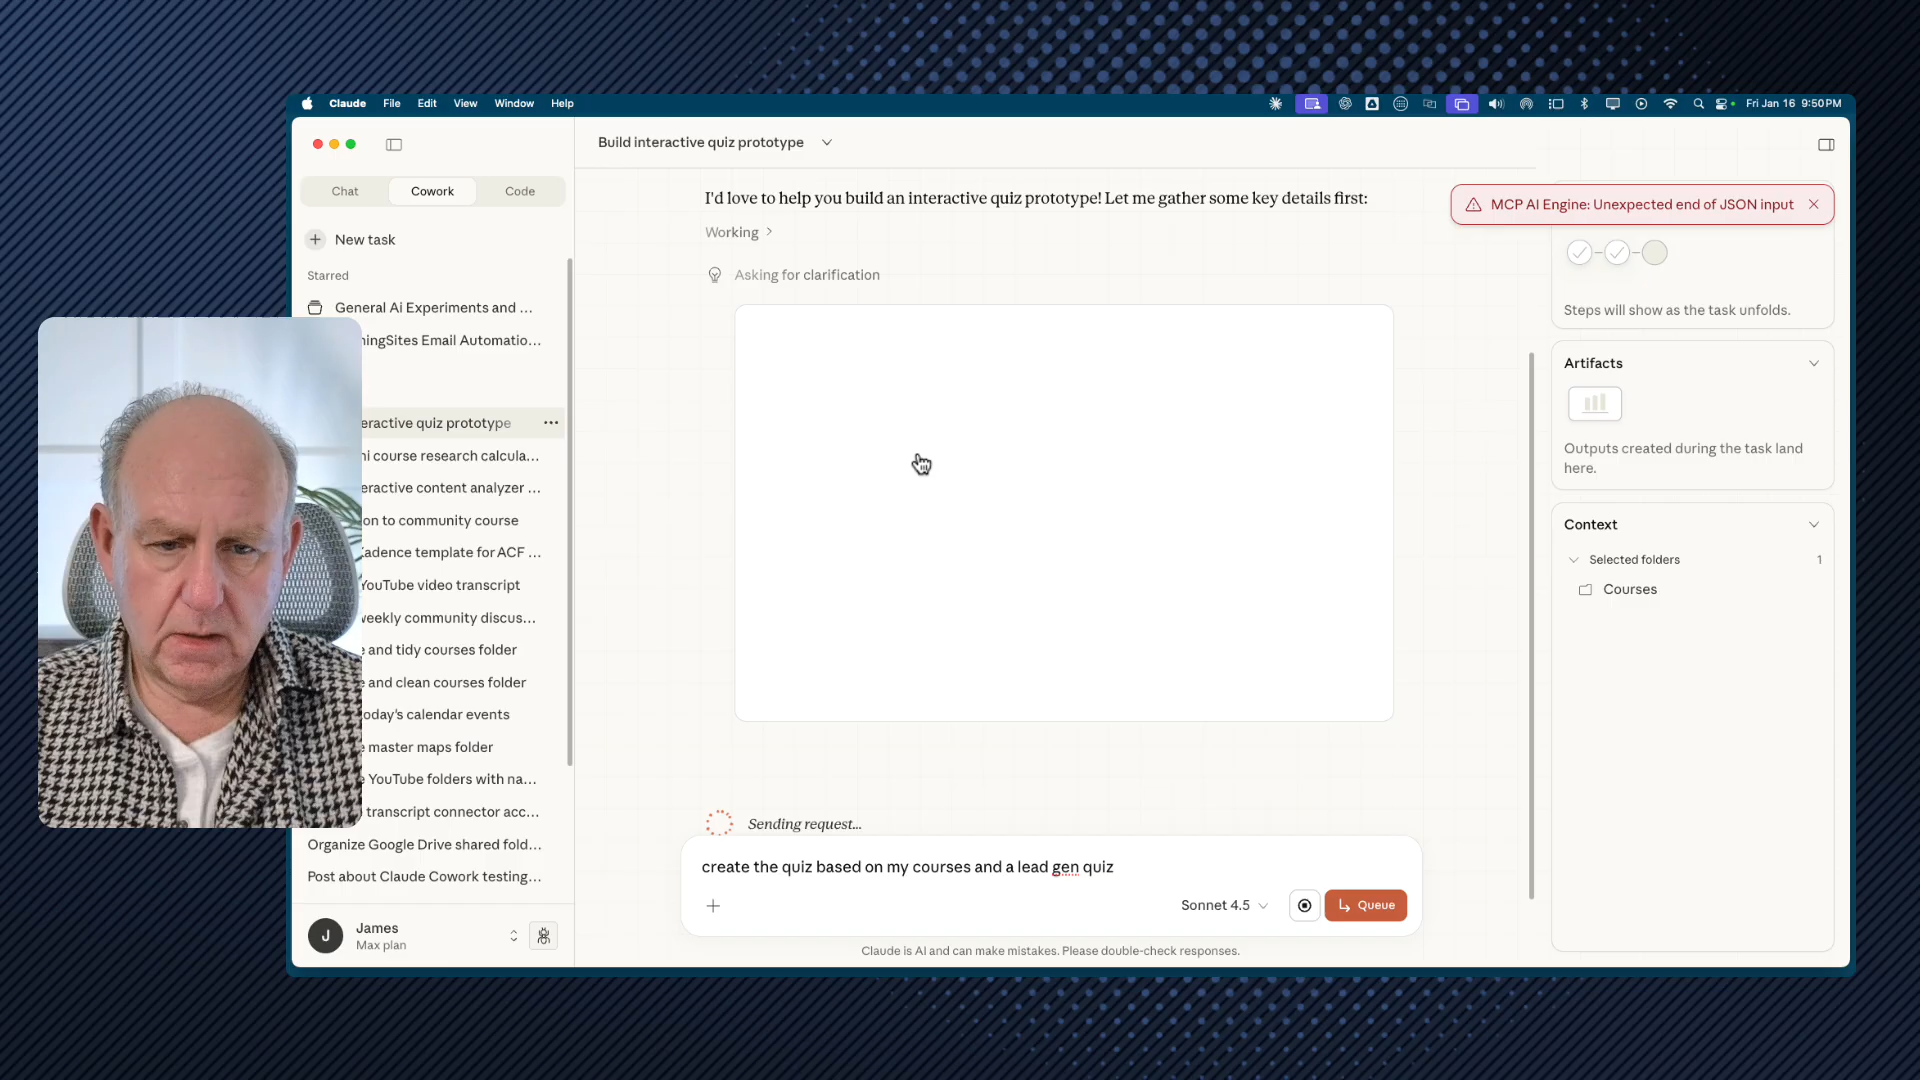 Claude File Edit View Window Help
Fri Jan 16 9:50 PM
Build interactive quiz prototype
Chat Cowork Code
New task
Starred
General Ai Experiments and ...
ingSites Email Automatio...
eractive quiz prototype
ni course research calcula...
eractive content analyzer ...
on to community course
Kadence template for ACF ...
YouTube video transcript
weekly community discus...
e and tidy courses folder
e and clean courses folder
oday's calendar events
e master maps folder
e YouTube folders with na...
transcript connector acc...
Organize Google Drive shared fold...
Post about Claude Cowork testing...
J
James
Max plan
I'd love to help you build an interactive quiz prototype! Let me gather some key details first:
Working
Asking for clarification
Sending request...
create the quiz based on my courses and a lead gen quiz
Sonnet 4.5
Queue
Claude is AI and can make mistakes. Please double-check responses.
MCP AI Engine: Unexpected end of JSON input
Steps will show as the task unfolds.
Artifacts
Outputs created during the task land
here.
Context
Selected folders 1
Courses